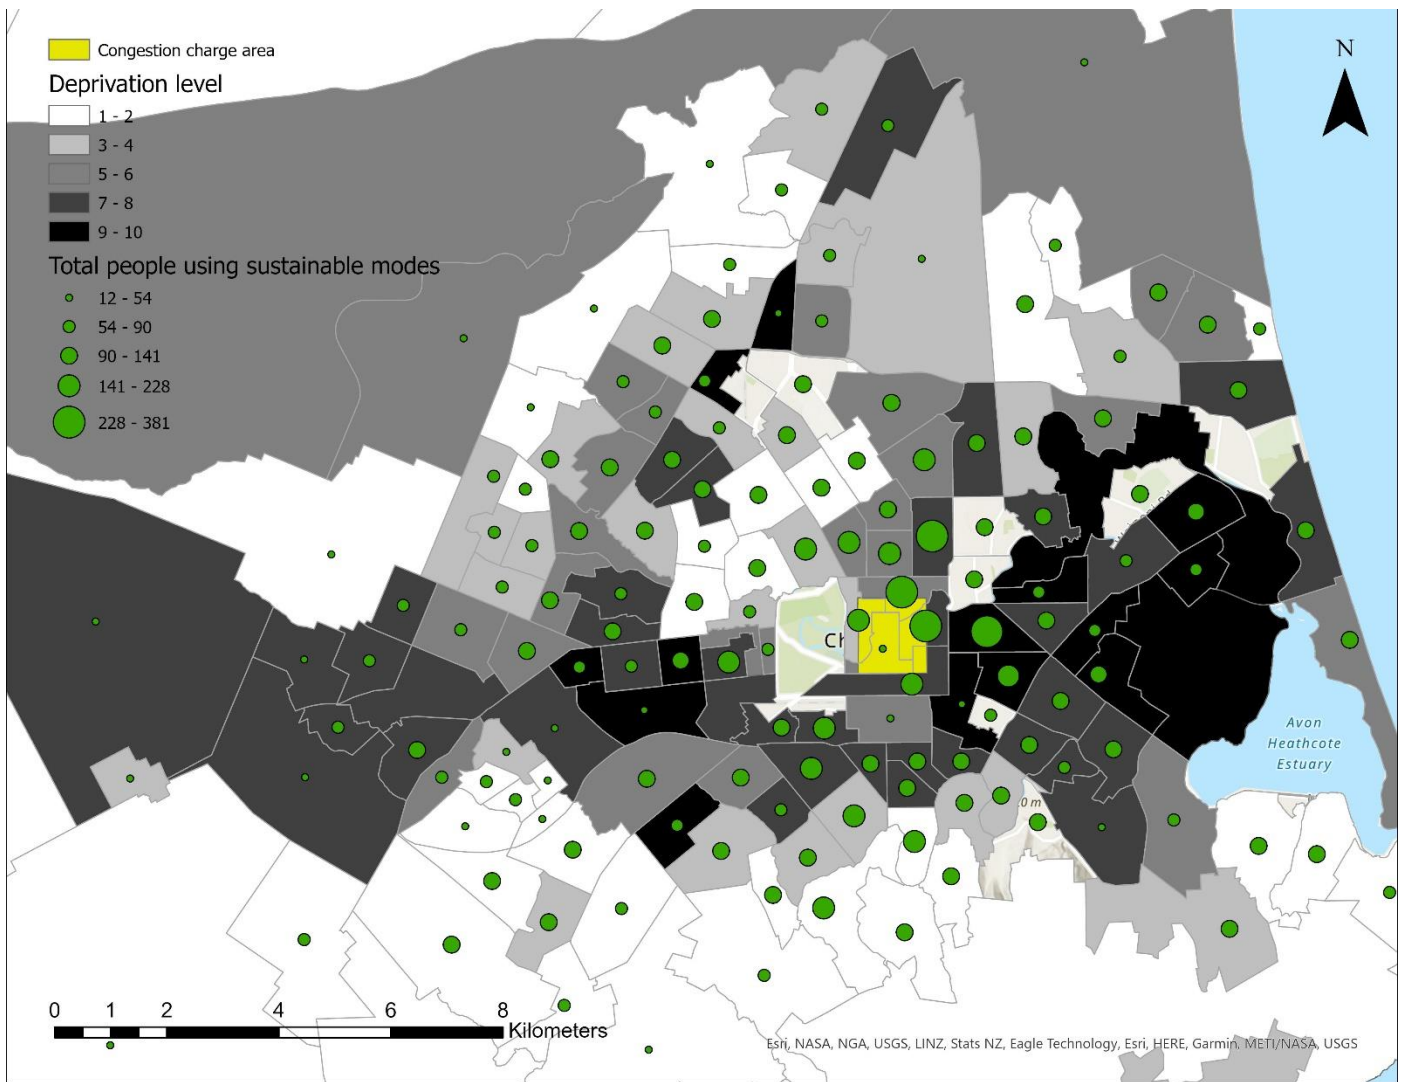 Congestion charge area
Deprivation level
1 - 2
3 - 4
5 - 6
7 - 8
9 - 10
Total people using sustainable modes
12 - 54
54 - 90
90 - 141
141 - 228
228 - 381
N
Ch
Avon
Heathcote
Estuary
0 m
0 1 2 4 6 8
Kilometers
Esri, NASA, NGA, USGS, LINZ, Stats NZ, Eagle Technology, Esri, HERE, Garmin, METI/NASA, USGS